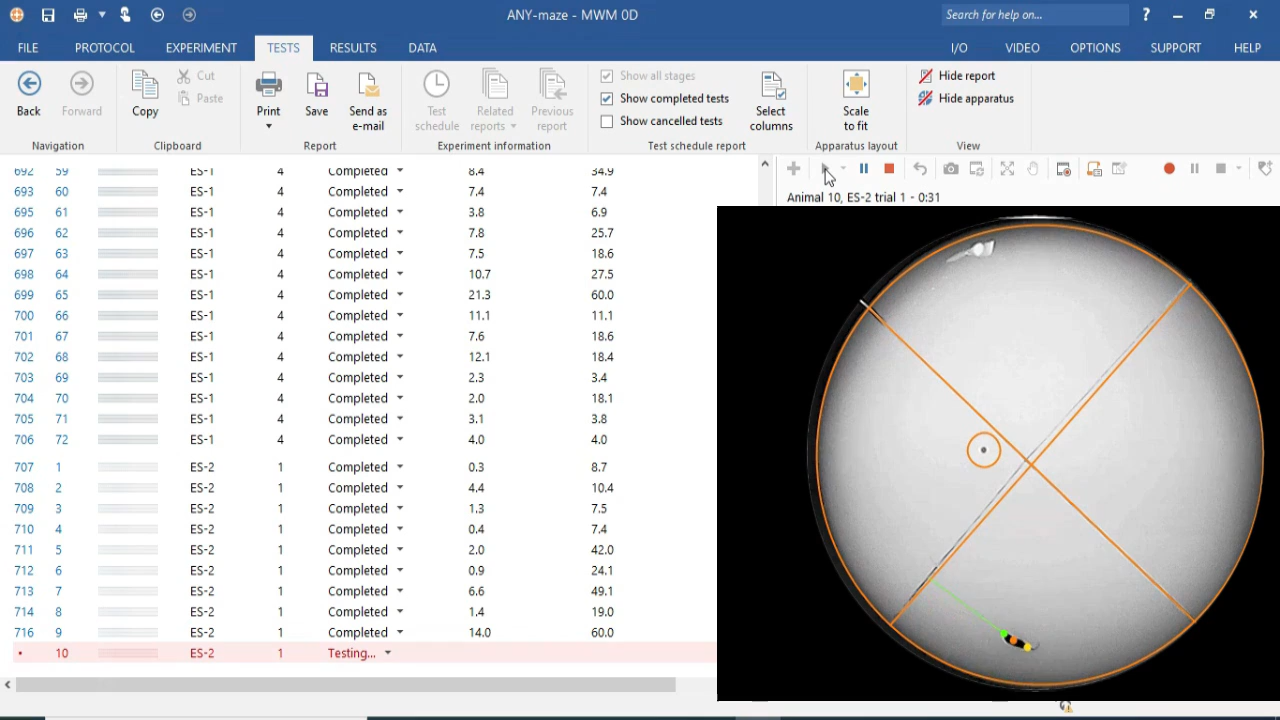 ANY-maze - MWM 0D
Search for help on...
?
FILE PROTOCOL EXPERIMENT TESTS RESULTS DATA I/O VIDEO OPTIONS SUPPORT HELP
Back
Forward
Navigation
Cut
Paste
Copy
Clipboard
Print
Save
Send as
e-mail
Report
Test
schedule
Related
reports
Previous
report
Experiment information
Show all stages
Show completed tests
Show cancelled tests
Select
columns
Test schedule report
Scale
to fit
Apparatus layout
Hide report
Hide apparatus
View
692 59 ES-1 4 Completed 8.4 34.9
693 60 ES-1 4 Completed 7.4 7.4
695 61 ES-1 4 Completed 3.8 6.9
696 62 ES-1 4 Completed 7.8 25.7
697 63 ES-1 4 Completed 7.5 18.6
698 64 ES-1 4 Completed 10.7 27.5
699 65 ES-1 4 Completed 21.3 60.0
700 66 ES-1 4 Completed 11.1 11.1
701 67 ES-1 4 Completed 7.6 18.6
702 68 ES-1 4 Completed 12.1 18.4
703 69 ES-1 4 Completed 2.3 3.4
704 70 ES-1 4 Completed 2.0 18.1
705 71 ES-1 4 Completed 3.1 3.8
706 72 ES-1 4 Completed 4.0 4.0
707 1 ES-2 1 Completed 0.3 8.7
708 2 ES-2 1 Completed 4.4 10.4
709 3 ES-2 1 Completed 1.3 7.5
710 4 ES-2 1 Completed 0.4 7.4
711 5 ES-2 1 Completed 2.0 42.0
712 6 ES-2 1 Completed 0.9 24.1
713 7 ES-2 1 Completed 6.6 49.1
714 8 ES-2 1 Completed 1.4 19.0
716 9 ES-2 1 Completed 14.0 60.0
10 ES-2 1 Testing...
Animal 10, ES-2 trial 1 - 0:31